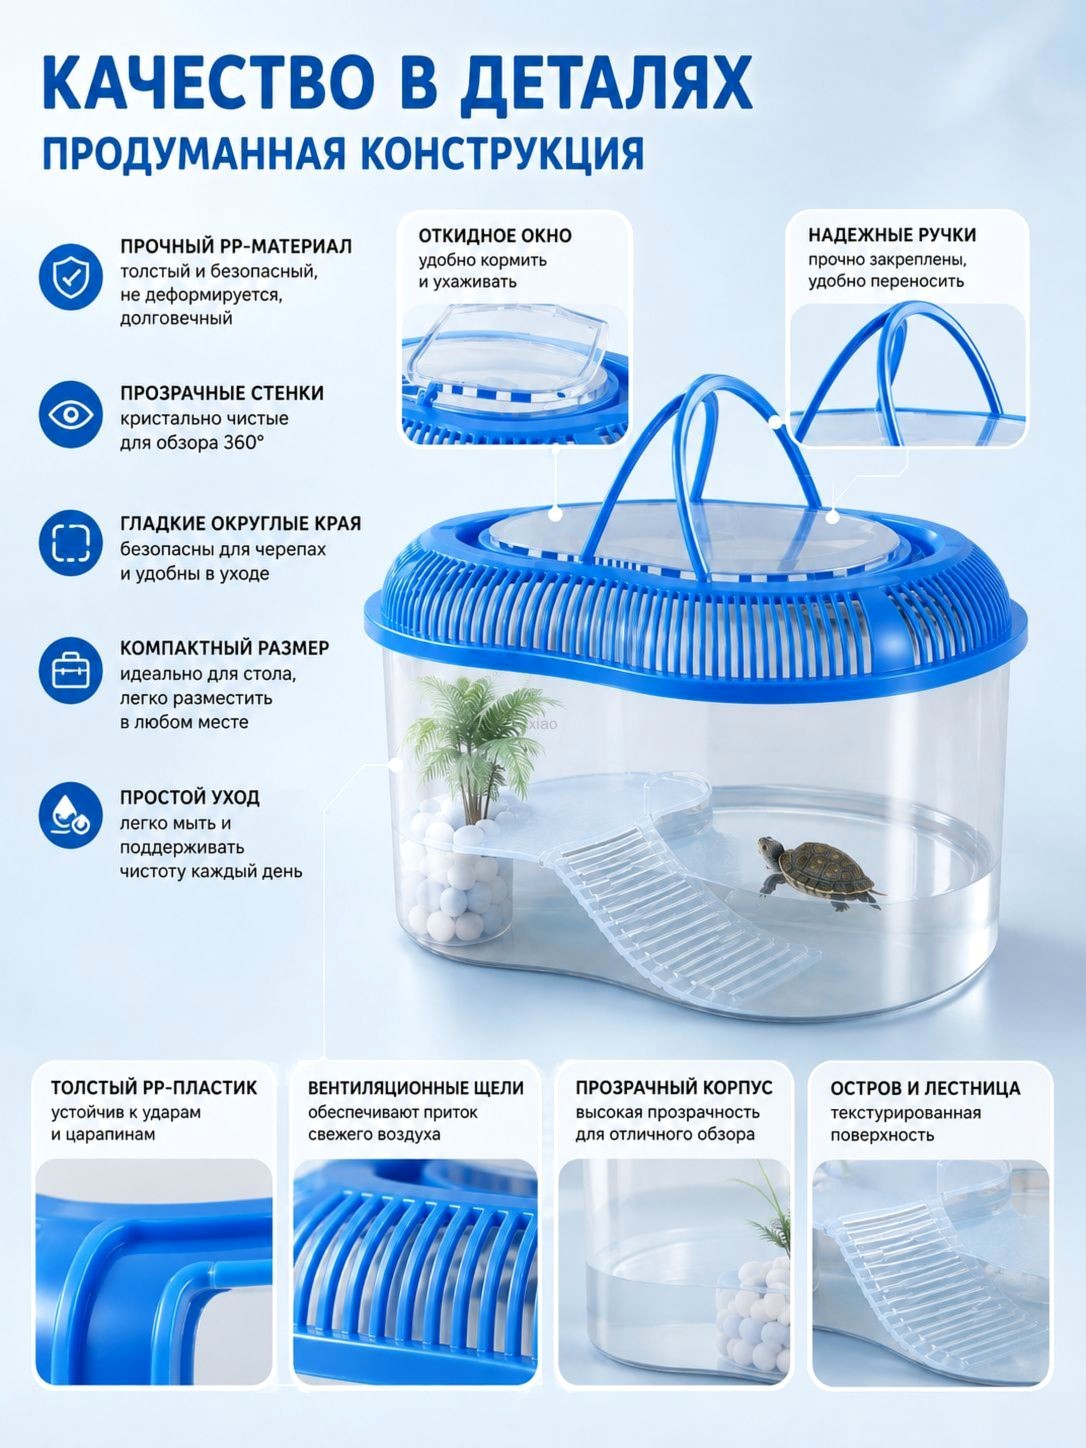 КАЧЕСТВО В ДЕТАЛЯХ
ПРОДУМАННАЯ КОНСТРУКЦИЯ
ПРОЧНЫЙ PP-МАТЕРИАЛ
толстый и безопасный,
не деформируется,
долговечный
ПРОЗРАЧНЫЕ СТЕНКИ
кристально чистые
для обзора 360°
ГЛАДКИЕ ОКРУГЛЫЕ КРАЯ
безопасны для черепах
и удобны в уходе
КОМПАКТНЫЙ РАЗМЕР
идеально для стола,
легко разместить
в любом месте
ПРОСТОЙ УХОД
легко мыть и
поддерживать
чистоту каждый день
ОТКИДНОЕ ОКНО
удобно кормить
и ухаживать
НАДЕЖНЫЕ РУЧКИ
прочно закреплены,
удобно переносить
xiao
ТОЛСТЫЙ PP-ПЛАСТИК
устойчив к ударам
и царапинам
ВЕНТИЛЯЦИОННЫЕ ЩЕЛИ
обеспечивают приток
свежего воздуха
ПРОЗРАЧНЫЙ КОРПУС
высокая прозрачность
для отличного обзора
ОСТРОВ И ЛЕСТНИЦА
текстурированная
поверхность